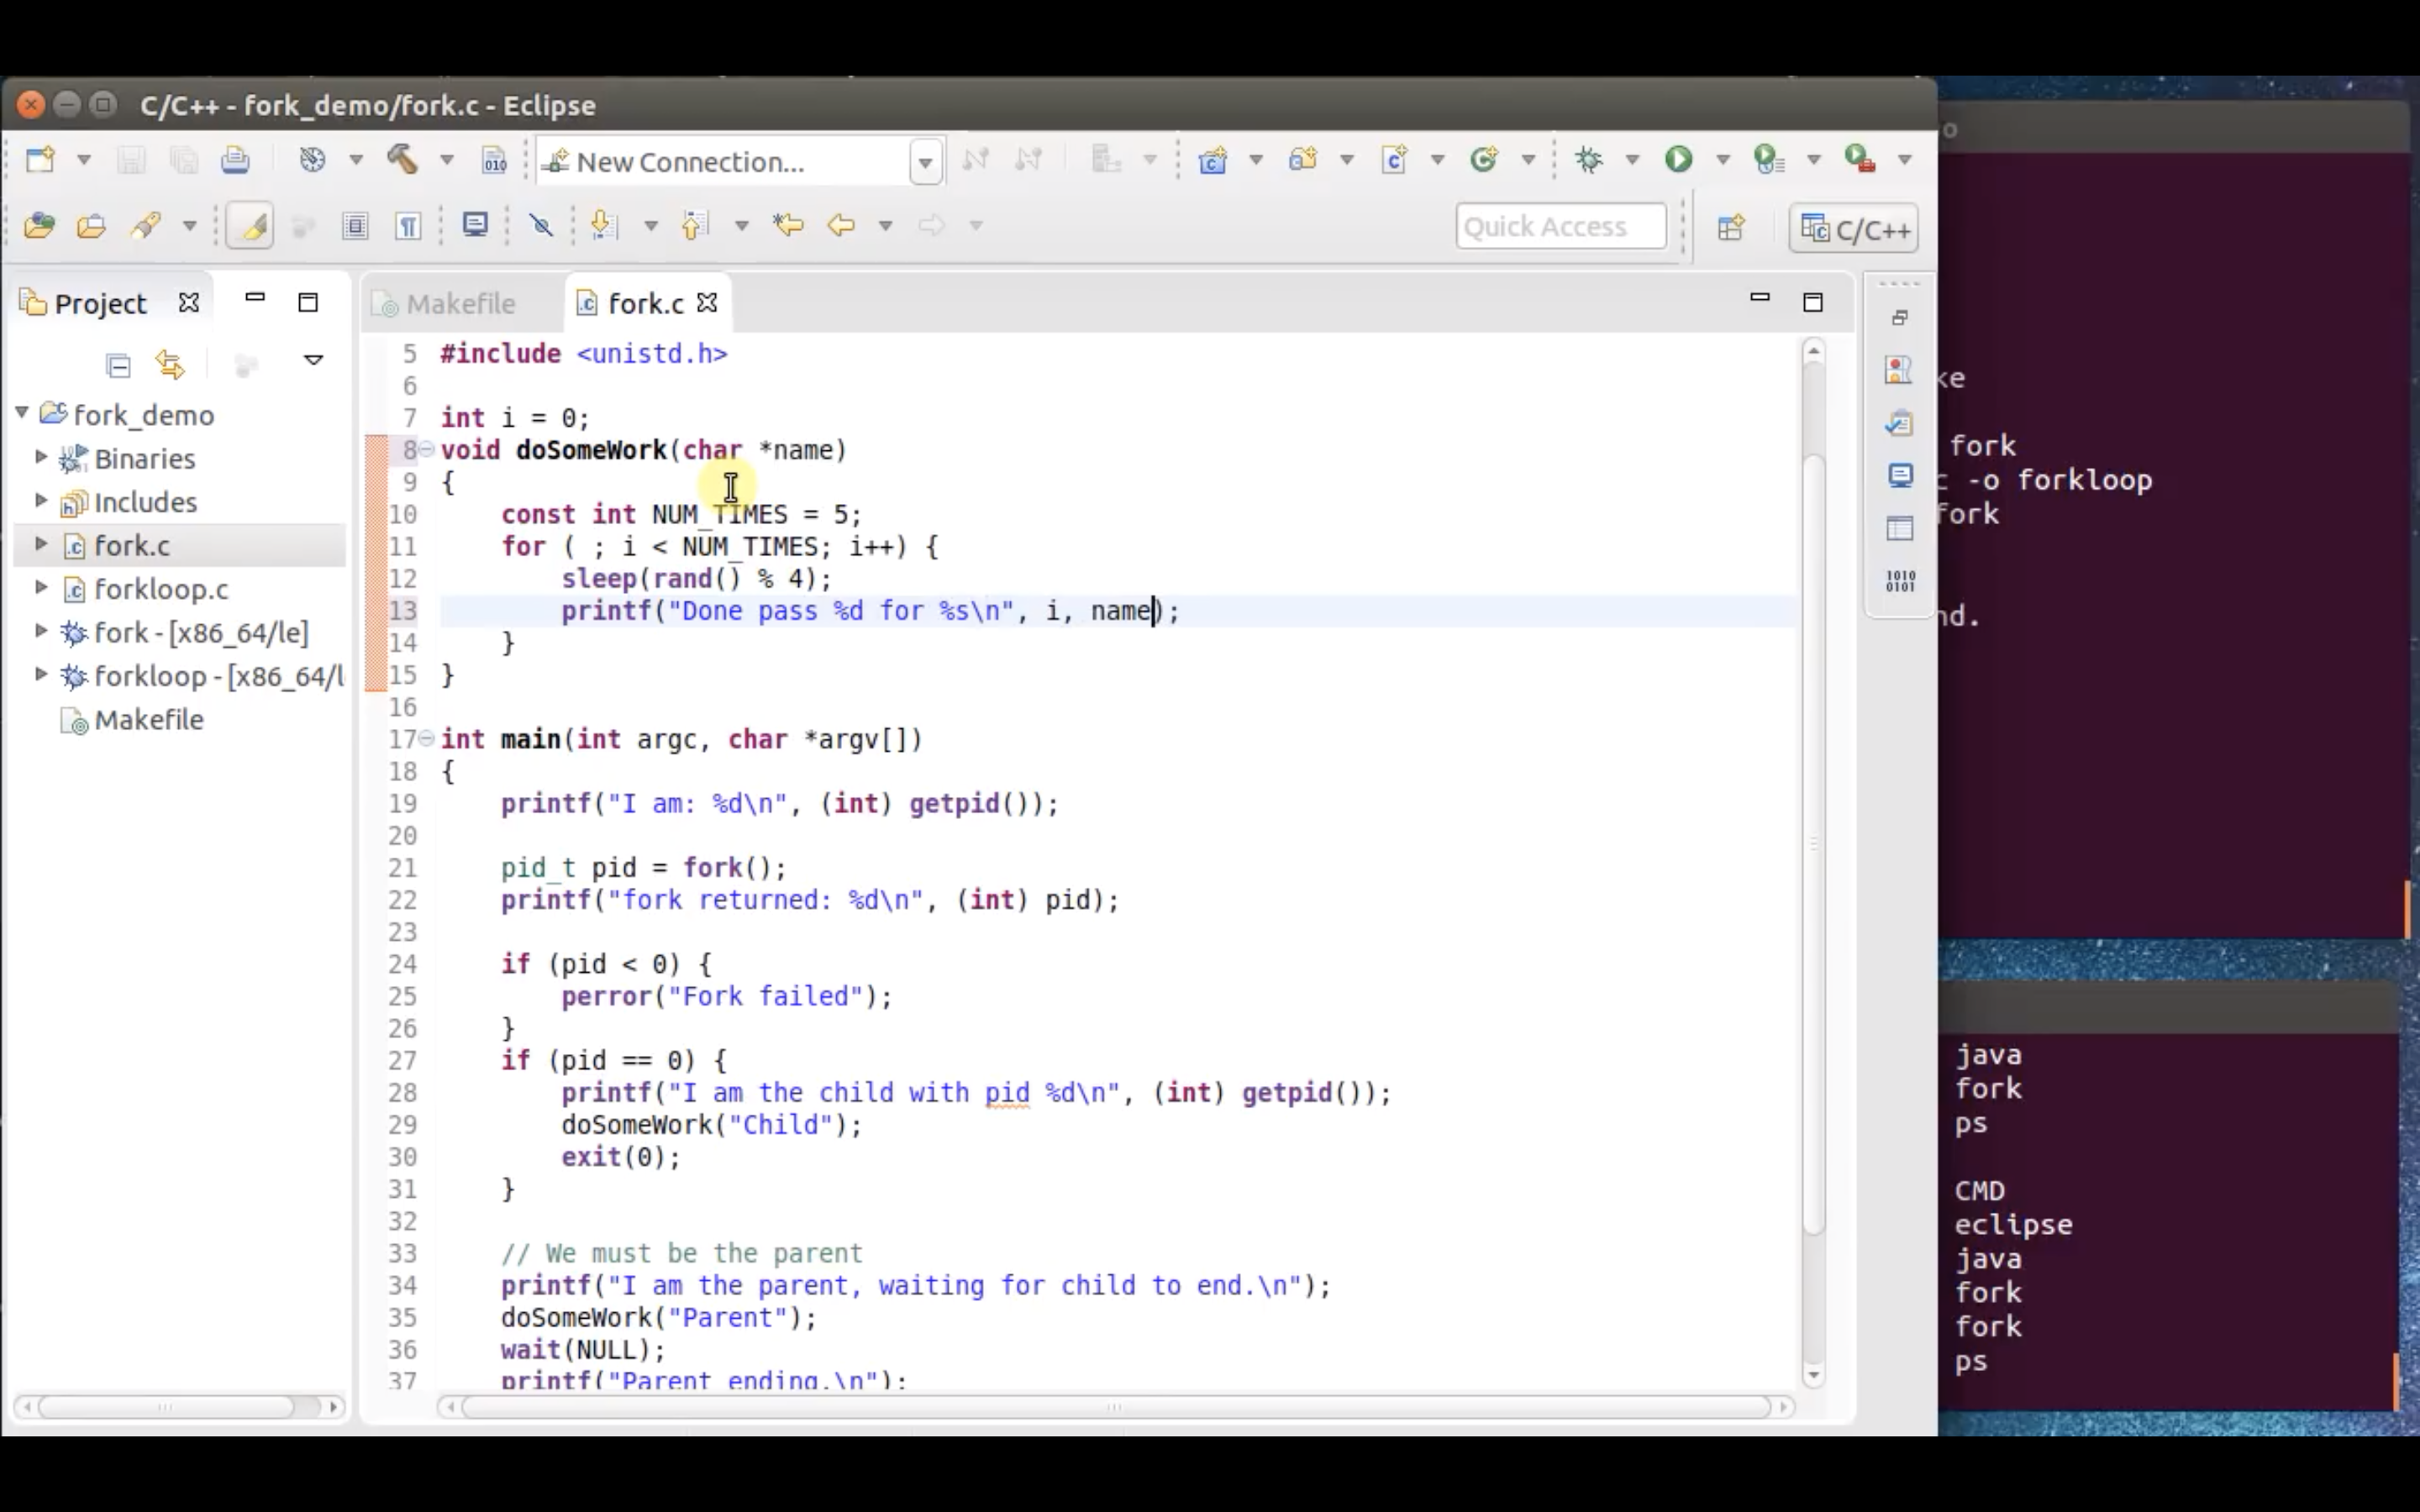 C/C++ - fork_demo/fork.c - Eclipse
New Connection...
Quick Access
C/C++
Project
fork_demo
Binaries
Includes
fork.c
forkloop.c
fork - [x86_64/le]
forkloop - [x86_64/l
Makefile
Makefile
fork.c
5 #include <unistd.h>
6
7 int i = 0;
8 void doSomeWork(char *name)
9 {
10     const int NUM_TIMES = 5;
11     for ( ; i < NUM_TIMES; i++) {
12         sleep(rand() % 4);
13         printf("Done pass %d for %s\n", i, name);
14     }
15 }
16
17 int main(int argc, char *argv[])
18 {
19     printf("I am: %d\n", (int) getpid());
20
21     pid_t pid = fork();
22     printf("fork returned: %d\n", (int) pid);
23
24     if (pid < 0) {
25         perror("Fork failed");
26     }
27     if (pid == 0) {
28         printf("I am the child with pid %d\n", (int) getpid());
29         doSomeWork("Child");
30         exit(0);
31     }
32
33     // We must be the parent
34     printf("I am the parent, waiting for child to end.\n");
35     doSomeWork("Parent");
36     wait(NULL);
37     printf("Parent ending.\n");
o
ke
fork
c -o forkloop
fork
nd.
java
fork
ps
CMD
eclipse
java
fork
fork
ps